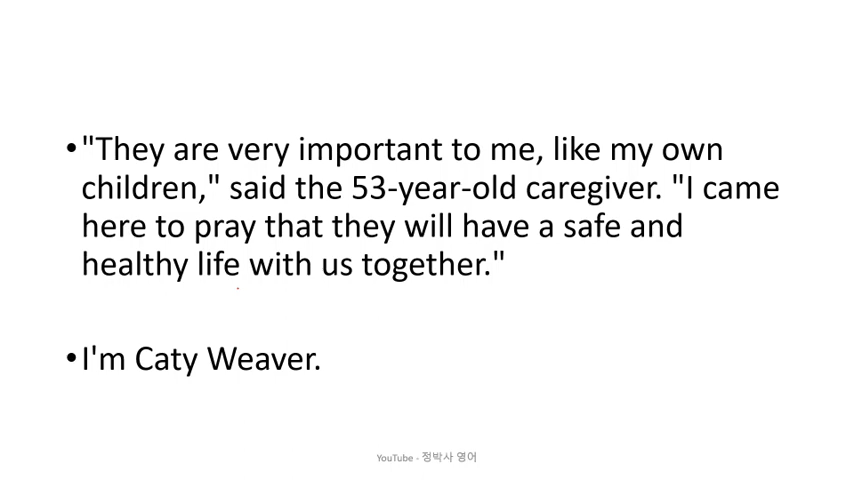 •"They are very important to me, like my own
children," said the 53-year-old caregiver. "I came
here to pray that they will have a safe and
healthy life with us together."
•I'm Caty Weaver.
YouTube - 정박사 영어